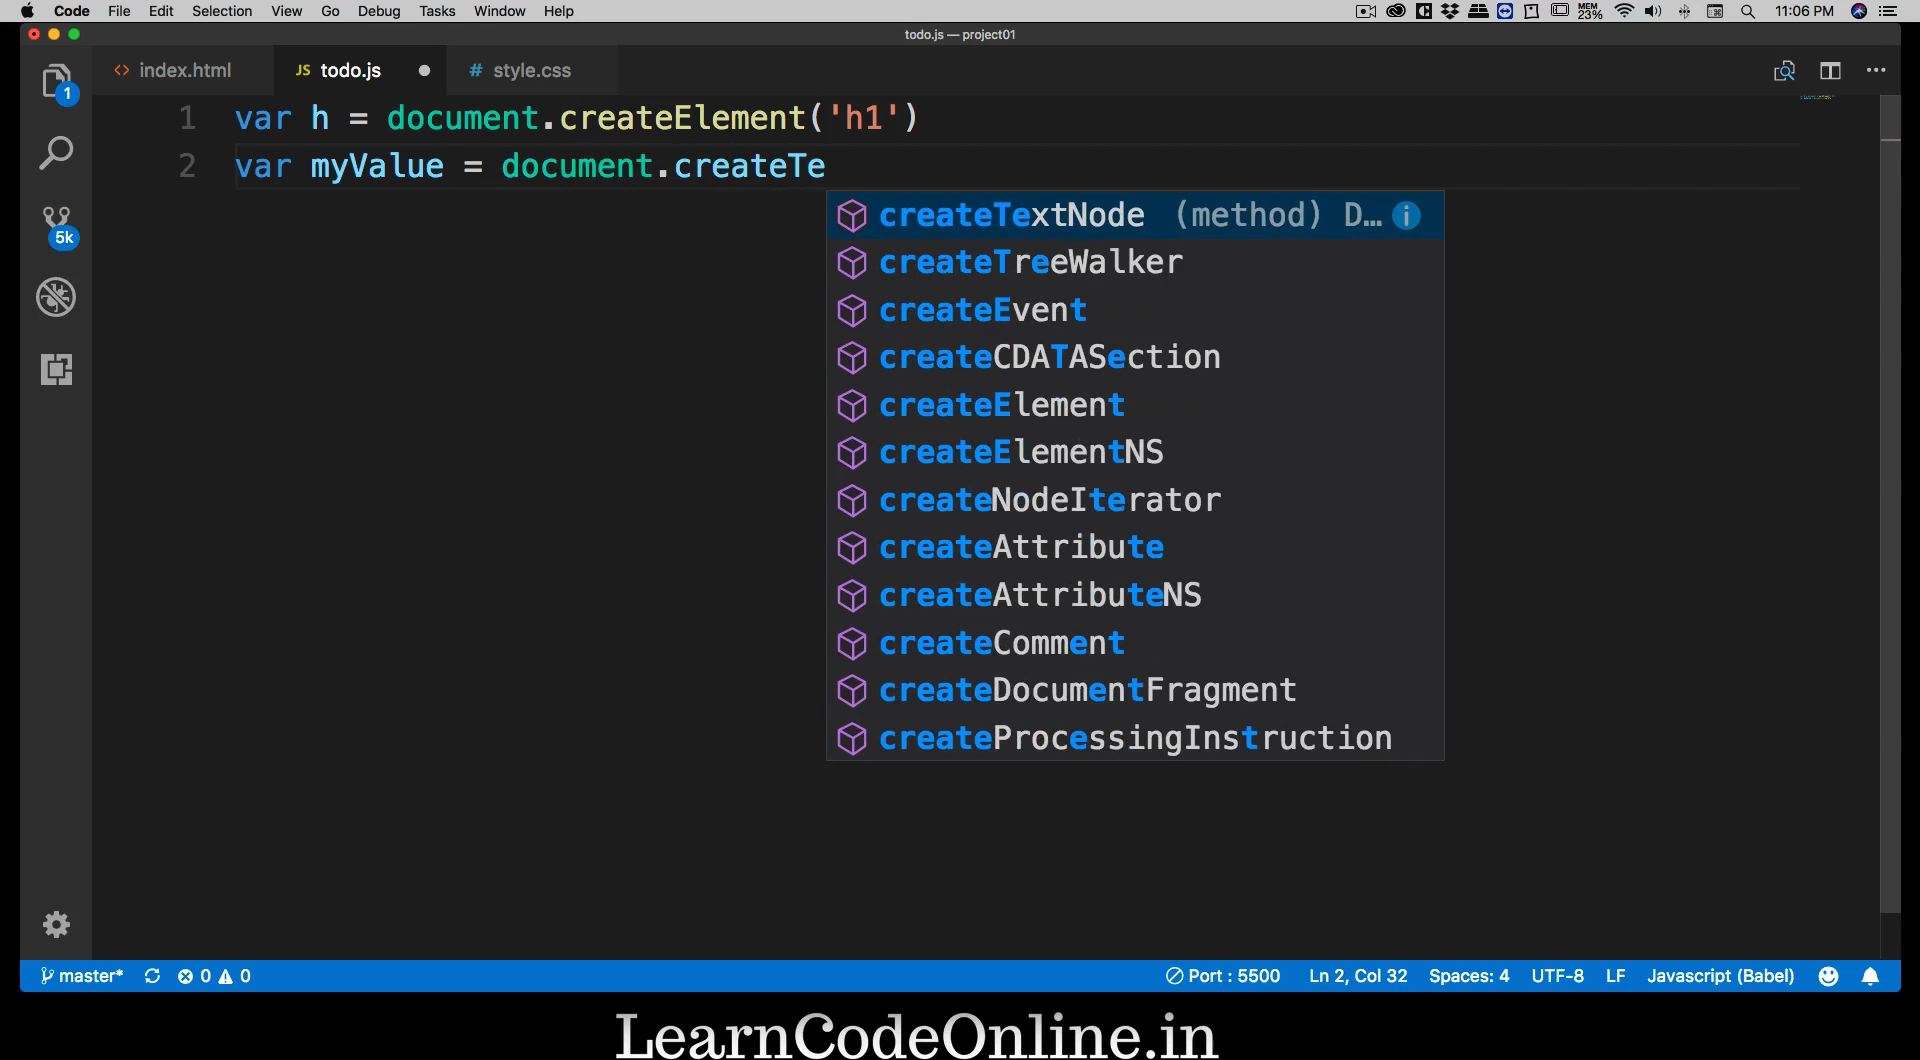 Code File Edit Selection View Go Debug Tasks Window Help MEM 23% 11:06 PM
todo.js — project01
<> index.html JS todo.js # style.css
1
1 var h = document.createElement('h1')
2 var myValue = document.createTe
5k
createTextNode (method) D…
createTreeWalker
createEvent
createCDATASection
createElement
createElementNS
createNodeIterator
createAttribute
createAttributeNS
createComment
createDocumentFragment
createProcessingInstruction
master* 0 0 Port : 5500 Ln 2, Col 32 Spaces: 4 UTF-8 LF Javascript (Babel)
LearnCodeOnline.in